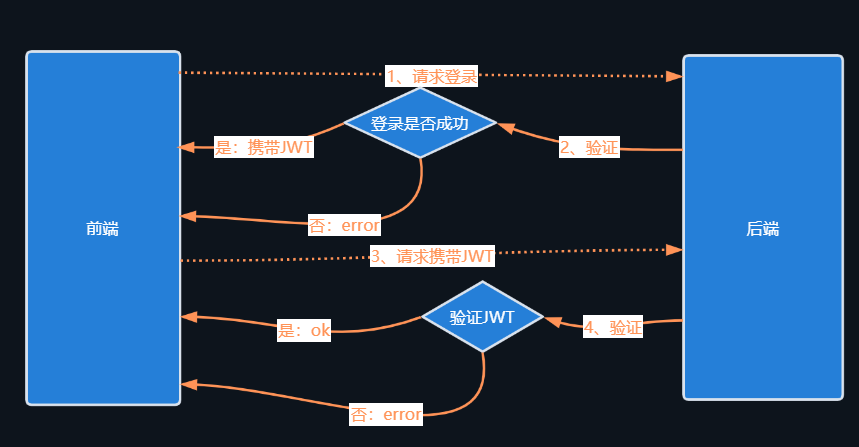 1、请求登录
登录是否成功
是：携带JWT
2、验证
否：error
前端
后端
3、请求携带JWT
验证JWT
是：ok
4、验证
否：error